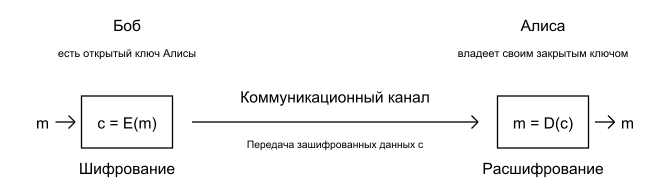 Боб
Алиса
есть открытый ключ Алисы
владеет своим закрытым ключом
Коммуникационный канал
m
c = E(m)
m = D(c)
m
Передача зашифрованных данных c
Шифрование
Расшифрование